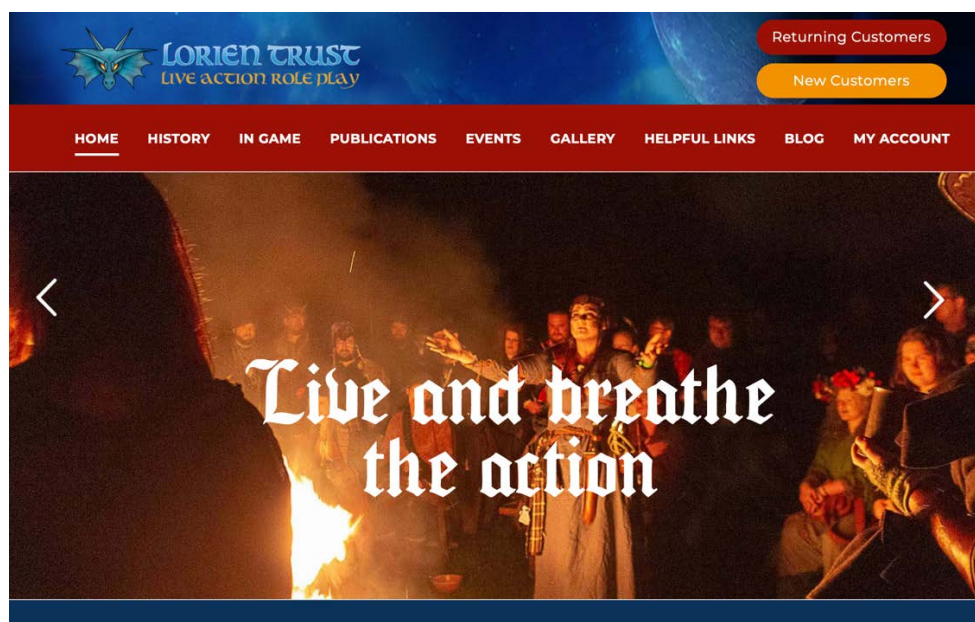 LORIEN TRUST
LIVE ACTION ROLE PLAY
Returning Customers
New Customers
HOME HISTORY IN GAME PUBLICATIONS EVENTS GALLERY HELPFUL LINKS BLOG MY ACCOUNT
Live and breathe
the action